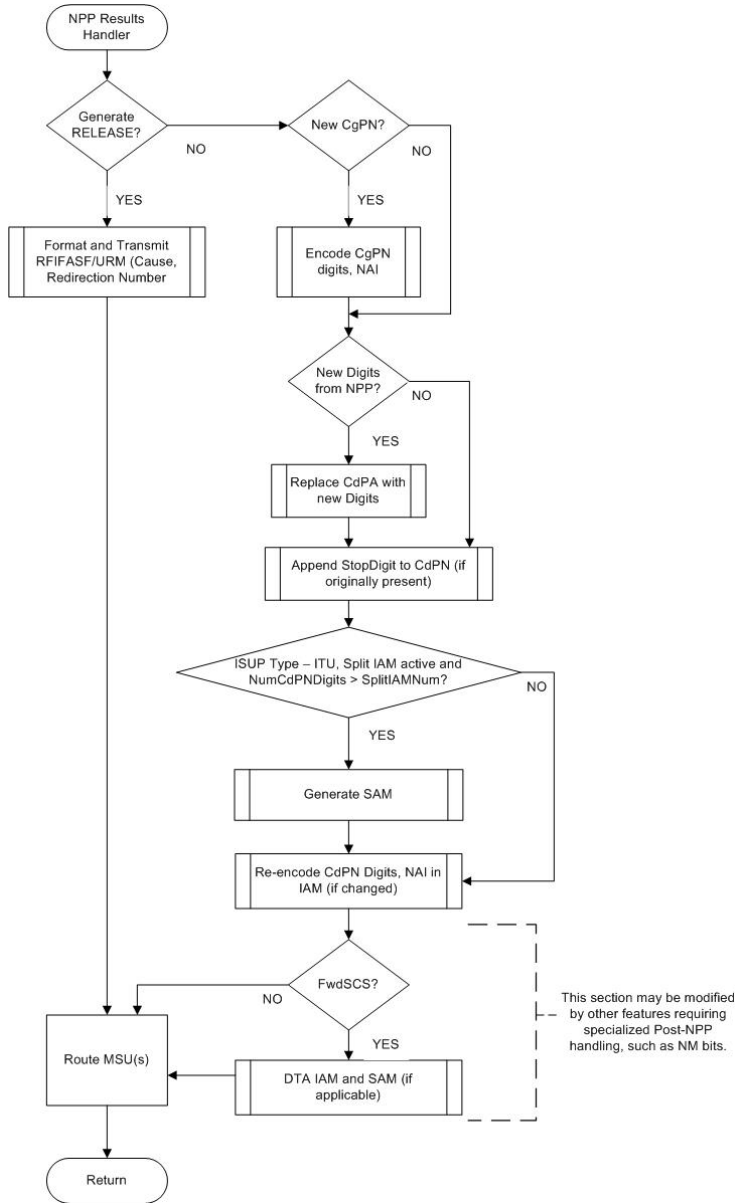 NPP Results
Handler
Generate
RELEASE?
NO
New CgPN?
NO
YES
YES
Format and Transmit
RFIFASF/URM (Cause,
Redirection Number
Encode CgPN
digits, NAI
New Digits
from NPP?
NO
YES
Replace CdPA with
new Digits
Append StopDigit to CdPN (if
originally present)
ISUP Type – ITU, Split IAM active and
NumCdPNDigits > SplitIAMNum?
NO
YES
Generate SAM
Re-encode CdPN Digits, NAI in
IAM (if changed)
FwdSCS?
NO
YES
This section may be modified
by other features requiring
specialized Post-NPP
handling, such as NM bits.
Route MSU(s)
DTA IAM and SAM (if
applicable)
Return